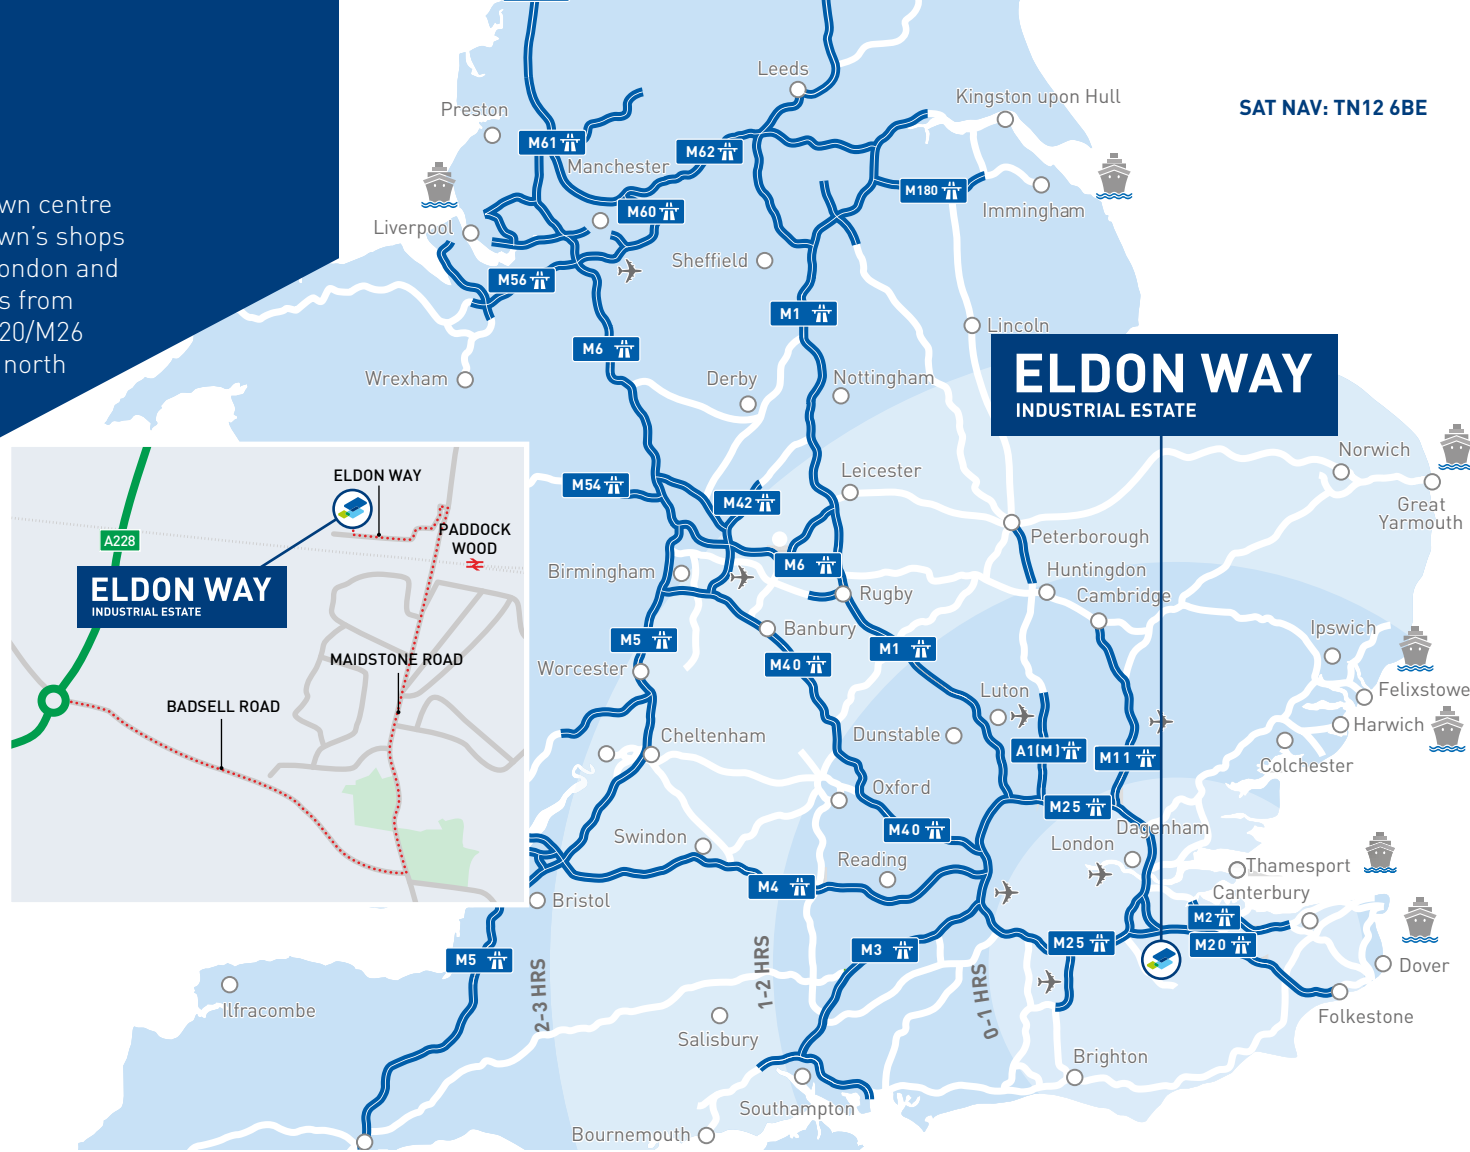 wn centre
wn's shops
ondon and
s from
20/M26
north
SAT NAV: TN12 6BE
Leeds
Preston
Kingston upon Hull
M61
Manchester
M62
M180
Immingham
M60
Liverpool
Sheffield
M56
M1
Lincoln
M6
ELDON WAY
INDUSTRIAL ESTATE
Wrexham
Derby
Nottingham
Norwich
Leicester
M54
M42
Great
Yarmouth
Peterborough
M6
Birmingham
Huntingdon
Rugby
Cambridge
Banbury
Ipswich
M5
M1
M40
Worcester
Luton
Felixstowe
Harwich
Cheltenham
Dunstable
A1(M)
M11
Colchester
Oxford
M25
M40
Dagenham
Swindon
London
Reading
Thamesport
M4
Canterbury
Bristol
M2
M3
M25
M20
M5
Dover
2-3 HRS
1-2 HRS
0-1 HRS
Ilfracombe
Folkestone
Salisbury
Brighton
Southampton
Bournemouth
ELDON WAY
PADDOCK
WOOD
A228
ELDON WAY
INDUSTRIAL ESTATE
MAIDSTONE ROAD
BADSELL ROAD